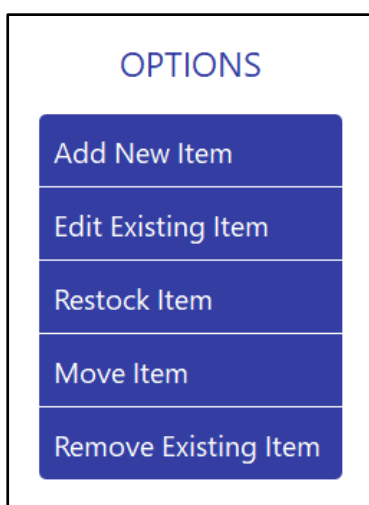 OPTIONS
Add New Item
Edit Existing Item
Restock Item
Move Item
Remove Existing Item